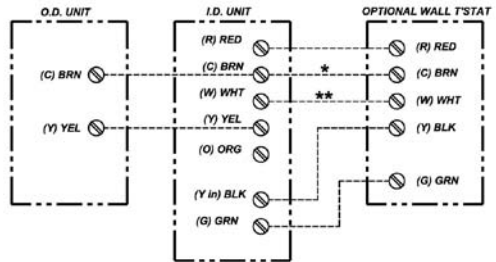 O.D. UNIT
I.D. UNIT
OPTIONAL WALL T'STAT
(C) BRN
(Y) YEL
(R) RED
(C) BRN
(W) WHT
(Y) YEL
(O) ORG
(Y in) BLK
(G) GRN
*
**
(R) RED
(C) BRN
(W) WHT
(Y) BLK
(G) GRN